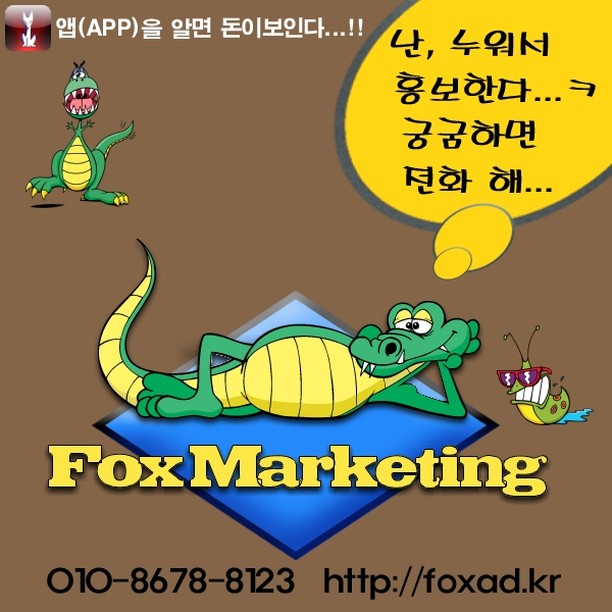 앱(APP)을 알면 돈이보인다...!!
난, 누워서
홍보한다...ㅋ
궁굼하면
전화 해...
FoxMarketing
010-8678-8123 http://foxad.kr